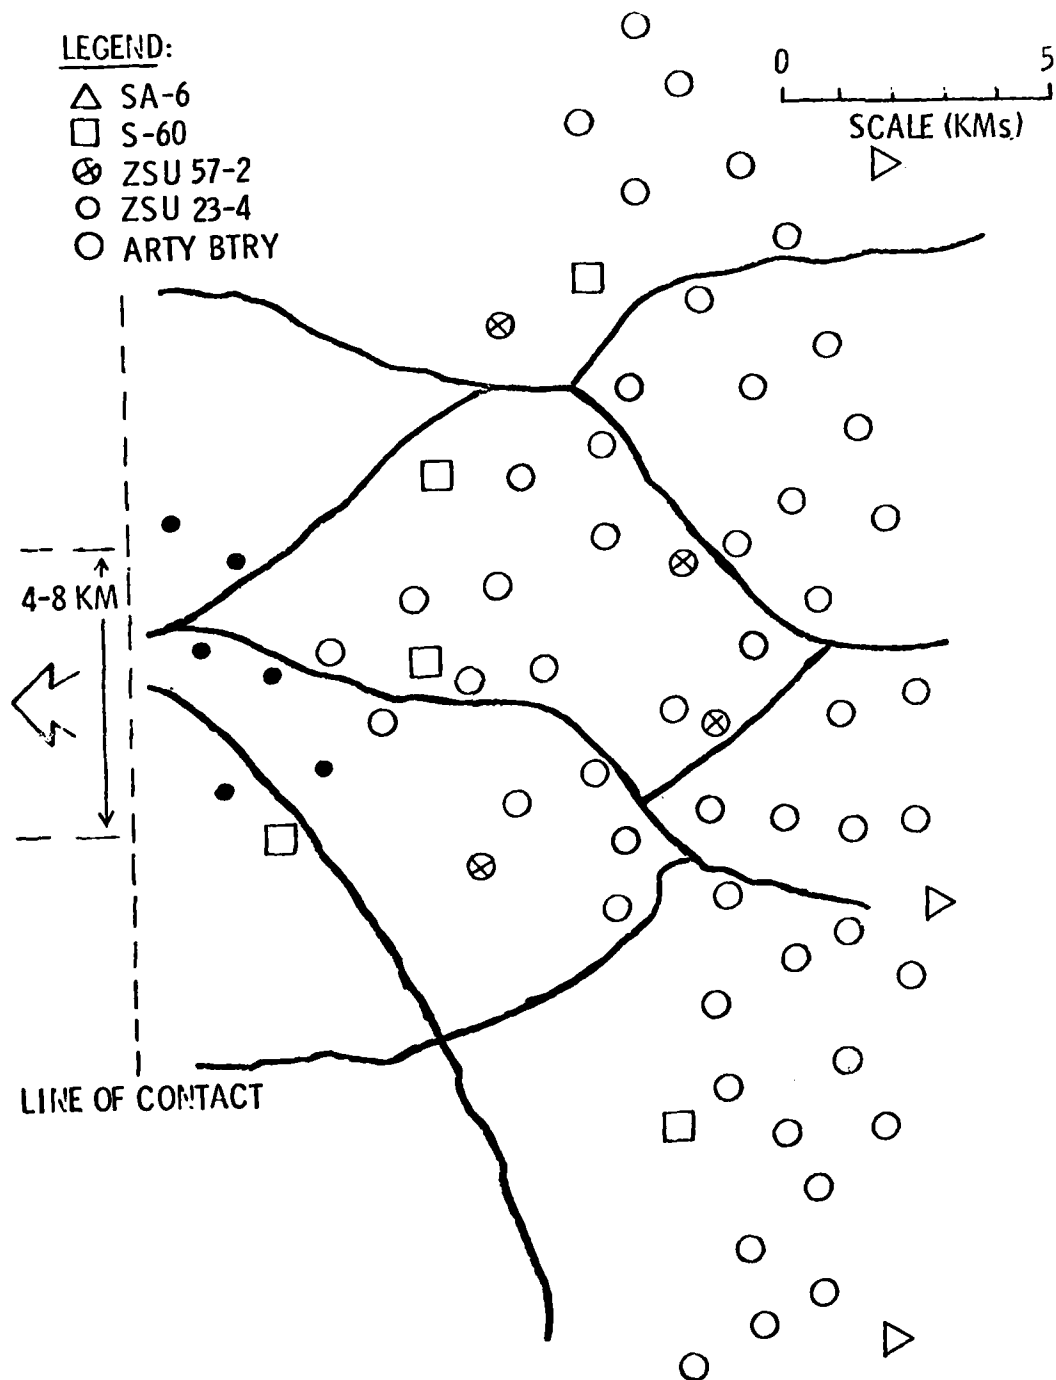 LEGEND:
SA-6
S-60
ZSU 57-2
ZSU 23-4
ARTY BTRY
0 5
SCALE (KMs)
4-8 KM
LINE OF CONTACT